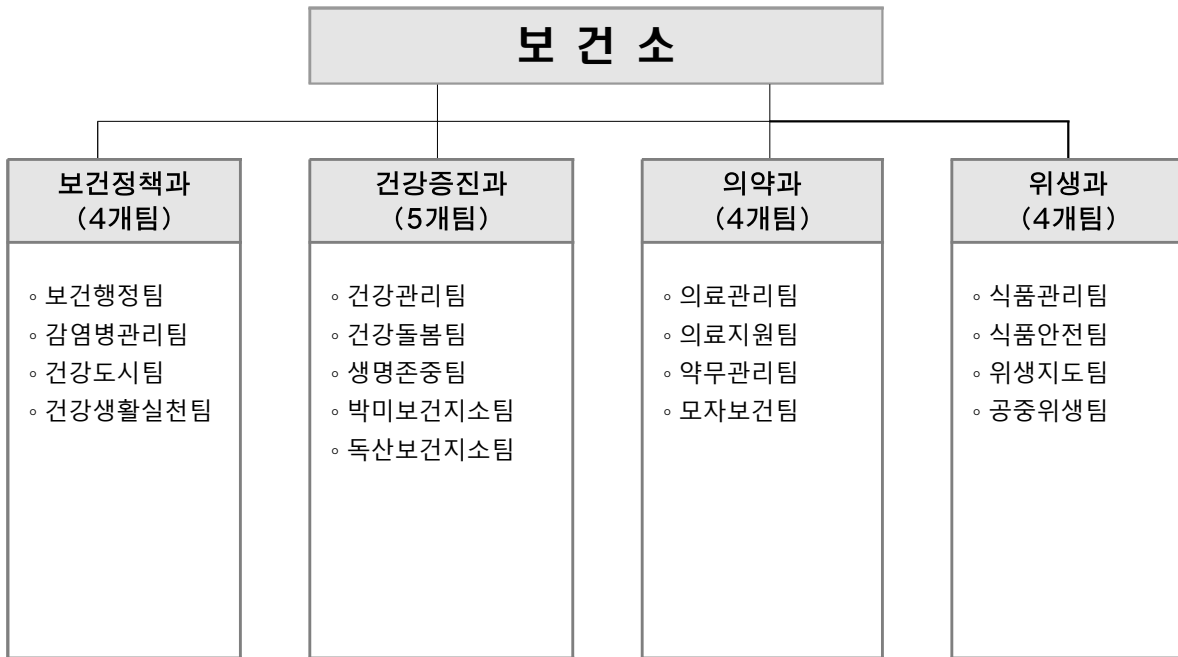 보 건 소
보건정책과
(4개팀)
◦ 보건행정팀
◦ 감염병관리팀
◦ 건강도시팀
◦ 건강생활실천팀
건강증진과
(5개팀)
◦ 건강관리팀
◦ 건강돌봄팀
◦ 생명존중팀
◦ 박미보건지소팀
◦ 독산보건지소팀
의약과
(4개팀)
◦ 의료관리팀
◦ 의료지원팀
◦ 약무관리팀
◦ 모자보건팀
위생과
(4개팀)
◦ 식품관리팀
◦ 식품안전팀
◦ 위생지도팀
◦ 공중위생팀